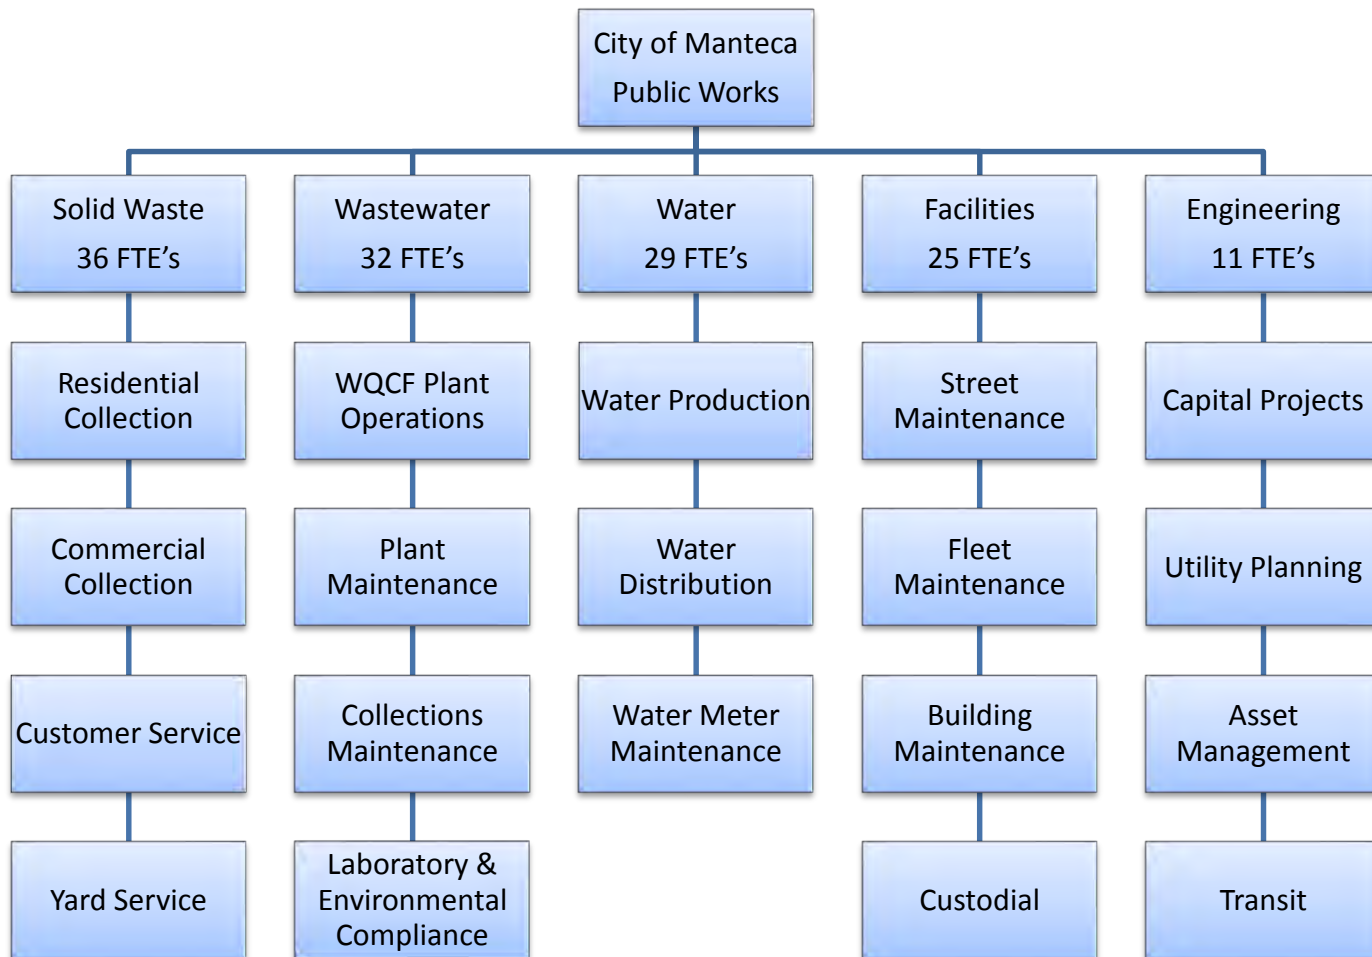 City of Manteca
Public Works
Solid Waste
36 FTE’s
Wastewater
32 FTE’s
Water
29 FTE’s
Facilities
25 FTE’s
Engineering
11 FTE’s
Residential
Collection
WQCF Plant
Operations
Water Production
Street
Maintenance
Capital Projects
Commercial
Collection
Plant
Maintenance
Water
Distribution
Fleet
Maintenance
Utility Planning
Customer Service
Collections
Maintenance
Water Meter
Maintenance
Building
Maintenance
Asset
Management
Yard Service
Laboratory &
Environmental
Compliance
Custodial
Transit